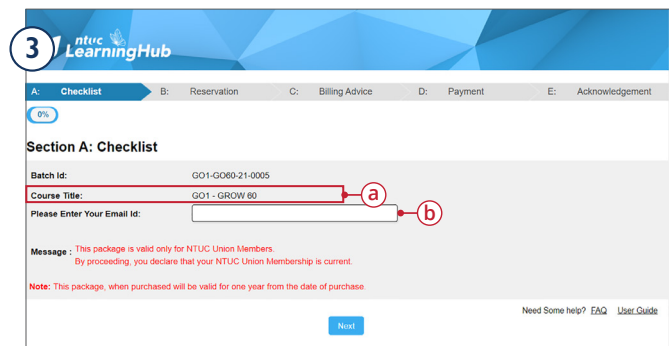 3
ntuc
LearningHub
A: Checklist B: Reservation C: Billing Advice D: Payment E: Acknowledgement
0%
Section A: Checklist
Batch Id: GO1-GO60-21-0005
Course Title: GO1 - GROW 60 a
Please Enter Your Email Id: b
Message : This package is valid only for NTUC Union Members.
By proceeding, you declare that your NTUC Union Membership is current.
Note: This package, when purchased will be valid for one year from the date of purchase.
Need Some help? FAQ User Guide
Next